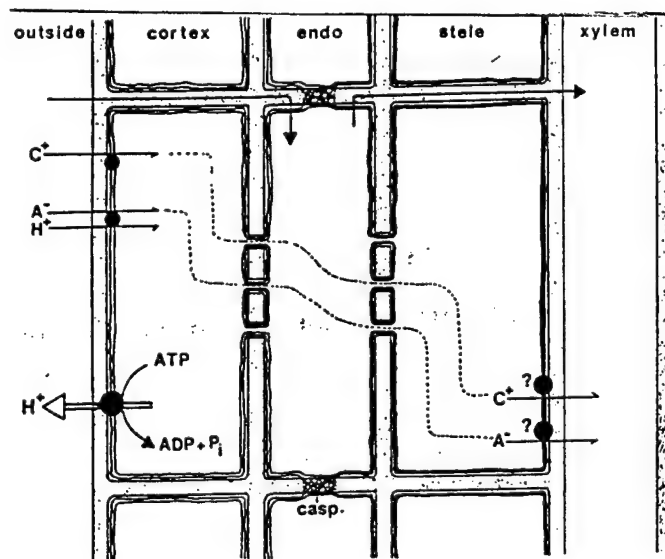 outside cortex endo stele xylem
C⁺
A⁻
H⁺
ATP
H⁺
ADP + Pᵢ
?
C⁺
?
A⁻
casp.